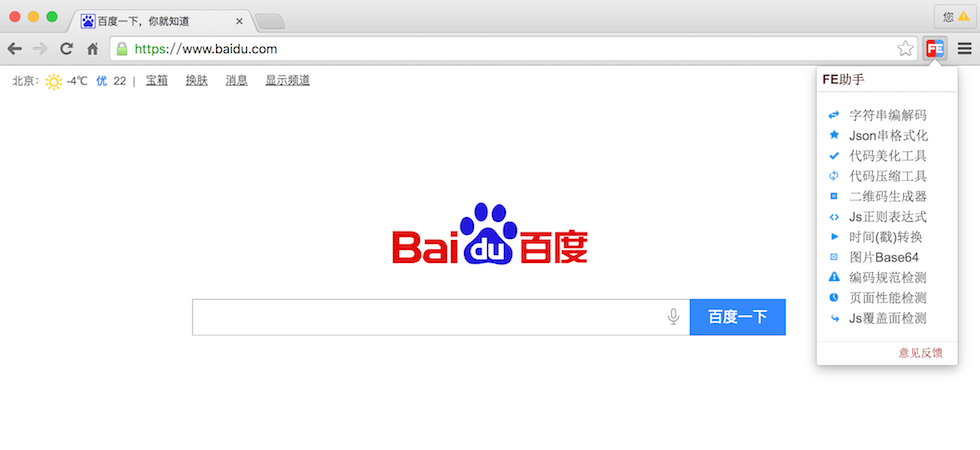 百度一下，你就知道
您
https://www.baidu.com
FE
北京： -4℃ 优 22 | 宝箱 换肤 消息 显示频道
FE助手
字符串编解码
Json串格式化
代码美化工具
代码压缩工具
二维码生成器
Js正则表达式
时间(戳)转换
图片Base64
编码规范检测
页面性能检测
Js覆盖面检测
意见反馈
Bai du 百度
百度一下